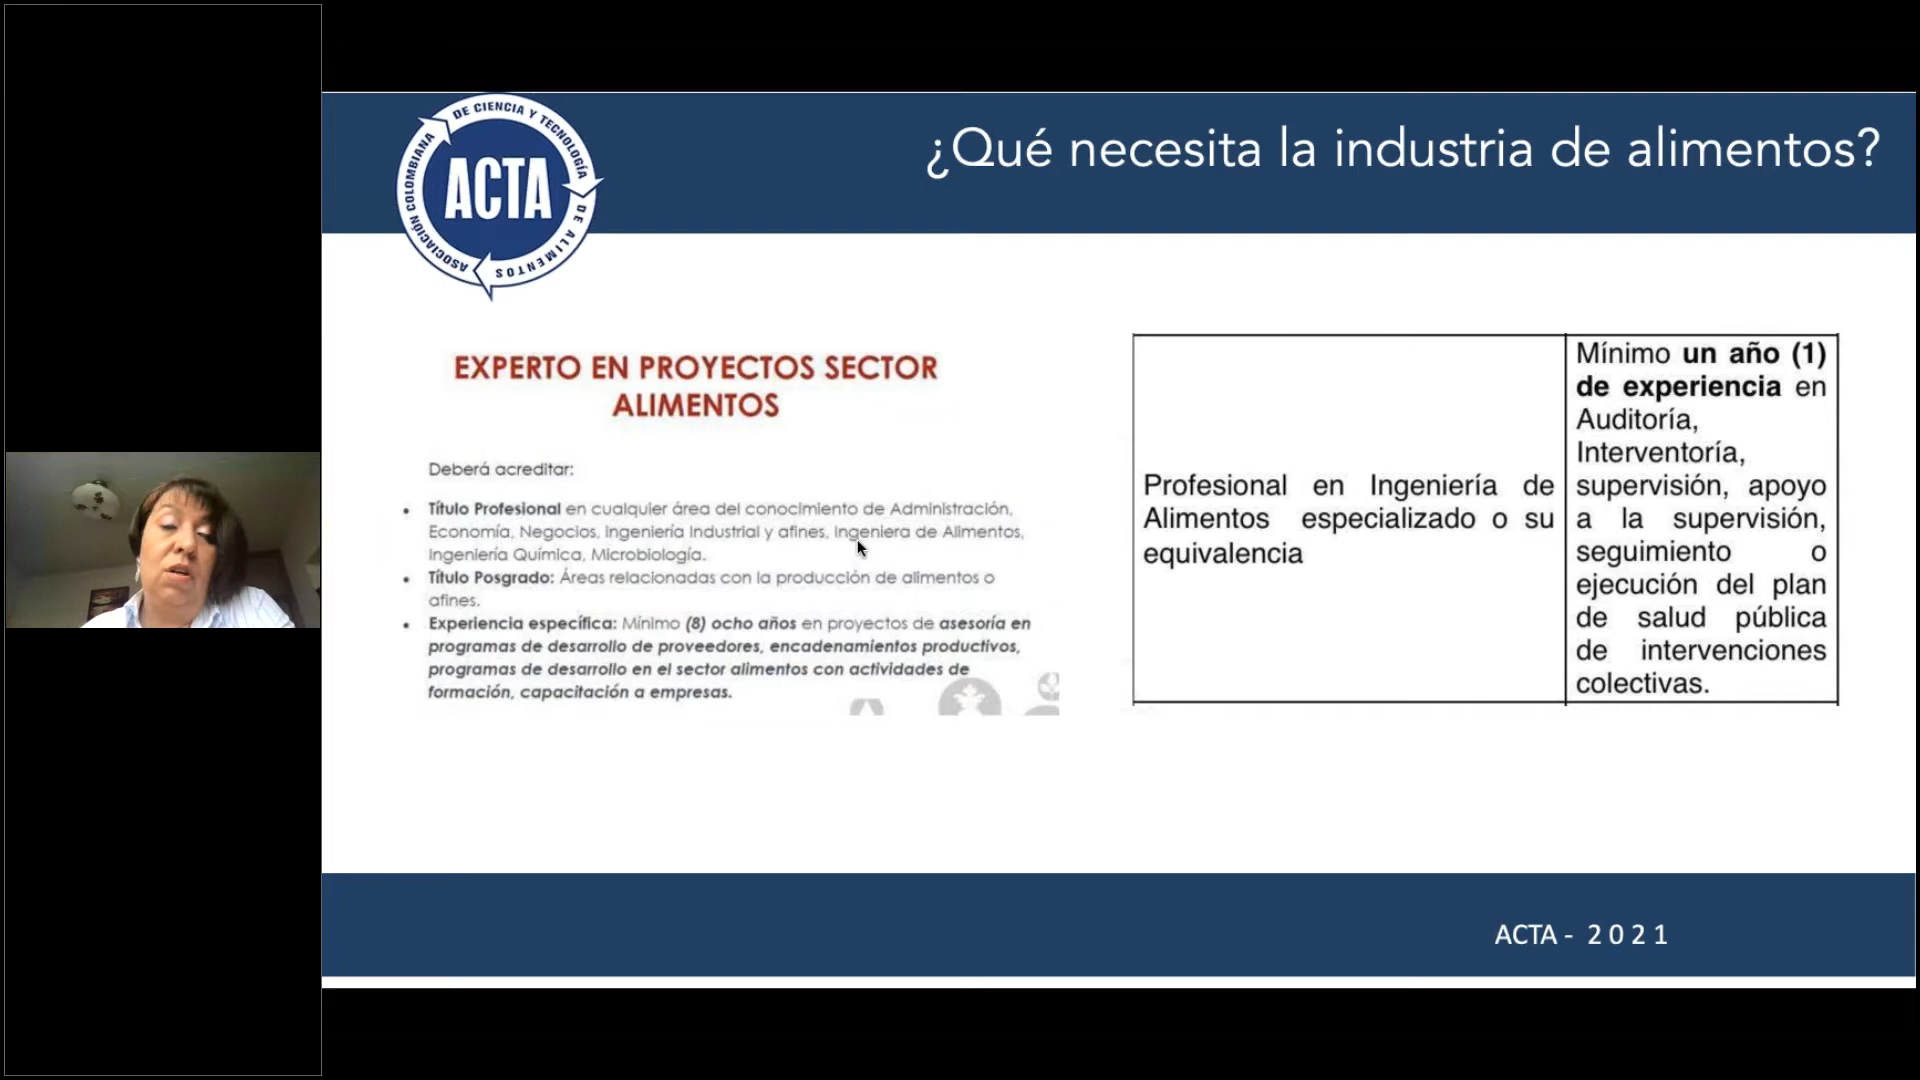 ASOCIACIÓN COLOMBIANA DE CIENCIA Y TECNOLOGÍA DE ALIMENTOS
ACTA
¿Qué necesita la industria de alimentos?
EXPERTO EN PROYECTOS SECTOR
ALIMENTOS
Deberá acreditar:
• Título Profesional en cualquier área del conocimiento de Administración,
Economía, Negocios, Ingeniería Industrial y afines, Ingeniera de Alimentos,
Ingeniería Química, Microbiología.
• Título Posgrado: Áreas relacionadas con la producción de alimentos o
afines.
• Experiencia específica: Mínimo (8) ocho años en proyectos de asesoría en
programas de desarrollo de proveedores, encadenamientos productivos,
programas de desarrollo en el sector alimentos con actividades de
formación, capacitación a empresas.
Profesional en Ingeniería de
Alimentos especializado o su
equivalencia
Mínimo un año (1)
de experiencia en
Auditoría,
Interventoría,
supervisión, apoyo
a la supervisión,
seguimiento o
ejecución del plan
de salud pública
de intervenciones
colectivas.
ACTA - 2021